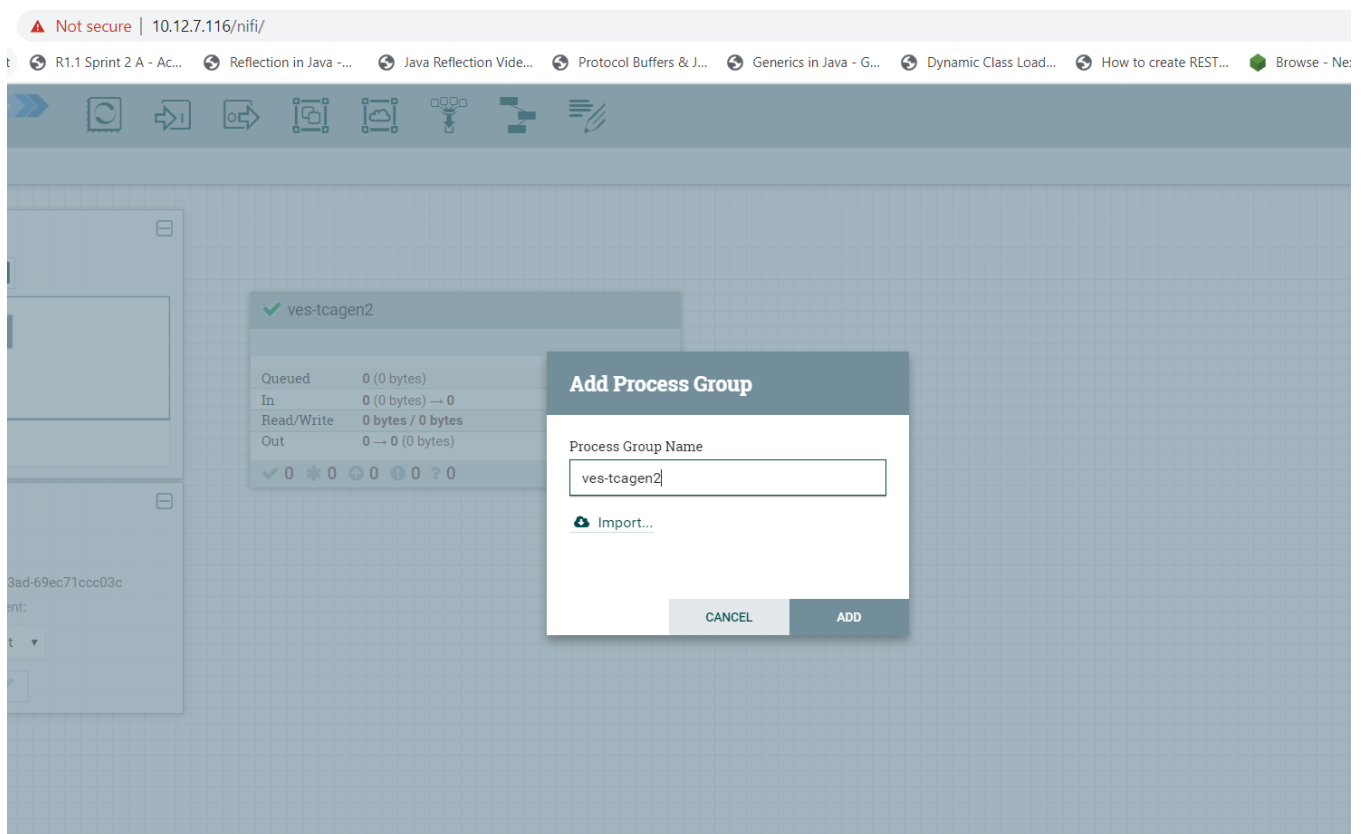 Not secure | 10.12.7.116/nifi/
t R1.1 Sprint 2 A - Ac... Reflection in Java -... Java Reflection Vide... Protocol Buffers & J... Generics in Java - G... Dynamic Class Load... How to create REST... Browse - Nex
ves-tcagen2
Queued 0 (0 bytes)
In 0 (0 bytes) → 0
Read/Write 0 bytes / 0 bytes
Out 0 → 0 (0 bytes)
0 0 0 0 ? 0
Add Process Group
Process Group Name
ves-tcagen2
Import...
CANCEL ADD
3ad-69ec71ccc03c
ent:
t